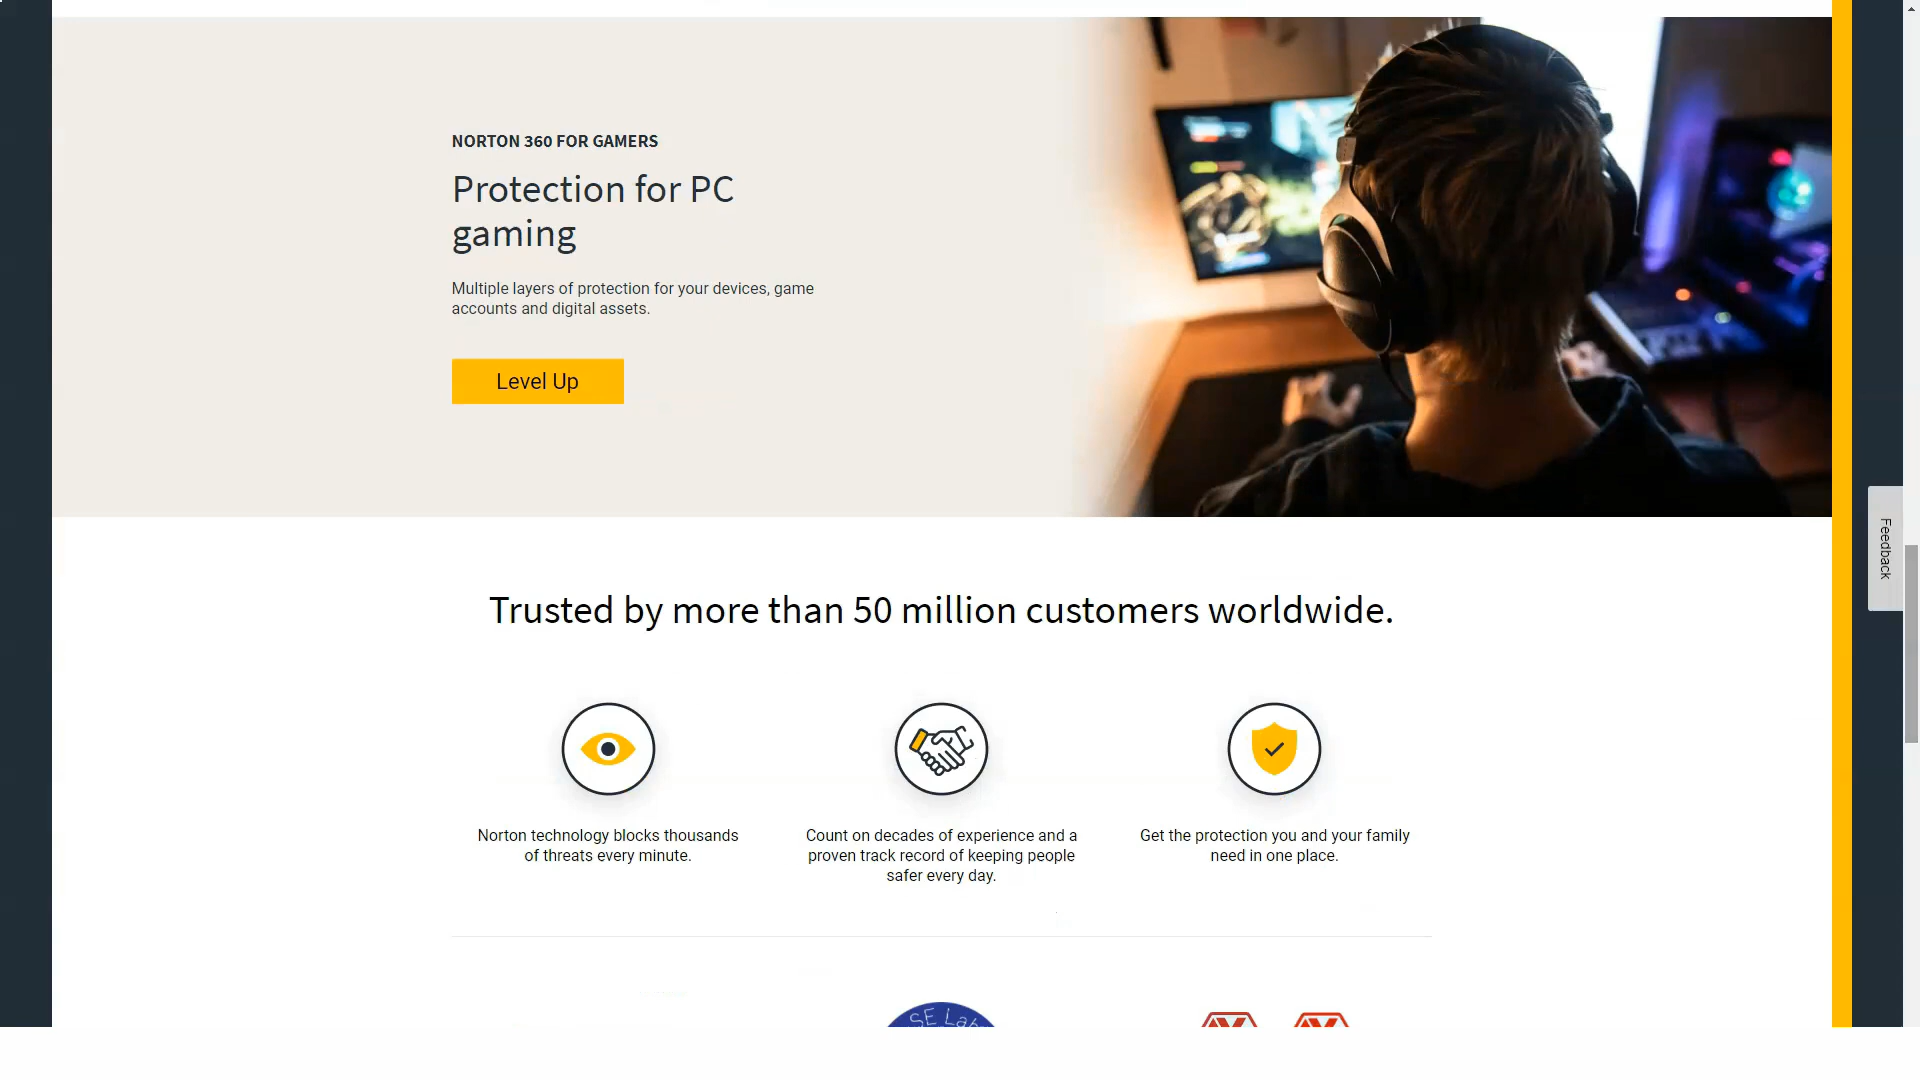 NORTON 360 FOR GAMERS
Protection for PC
gaming
Multiple layers of protection for your devices, game
accounts and digital assets.
Level Up
Feedback
Trusted by more than 50 million customers worldwide.
Norton technology blocks thousands
of threats every minute.
Count on decades of experience and a
proven track record of keeping people
safer every day.
Get the protection you and your family
need in one place.
SE Lab